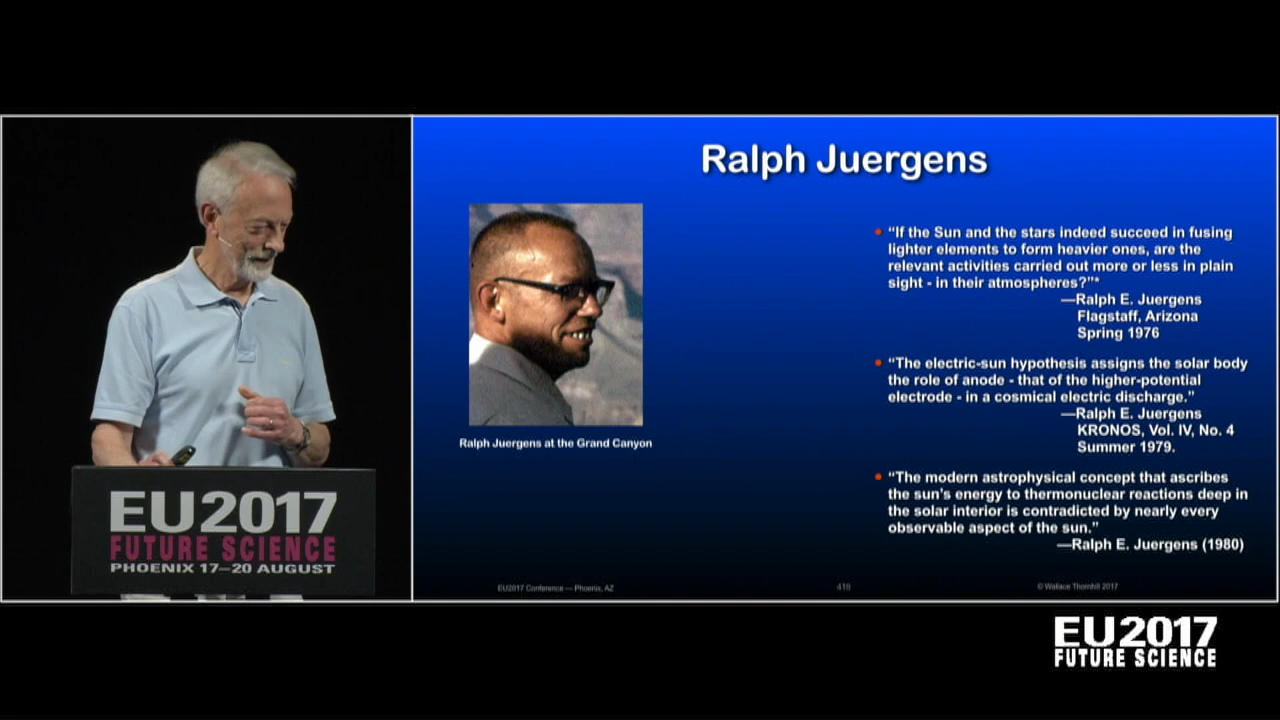 Ralph Juergens
Ralph Juergens at the Grand Canyon
• “If the Sun and the stars indeed succeed in fusing
lighter elements to form heavier ones, are the
relevant activities carried out more or less in plain
sight - in their atmospheres?”*
—Ralph E. Juergens
Flagstaff, Arizona
Spring 1976
• “The electric-sun hypothesis assigns the solar body
the role of anode - that of the higher-potential
electrode - in a cosmical electric discharge.”
—Ralph E. Juergens
KRONOS, Vol. IV, No. 4
Summer 1979.
• “The modern astrophysical concept that ascribes
the sun’s energy to thermonuclear reactions deep in
the solar interior is contradicted by nearly every
observable aspect of the sun.”
—Ralph E. Juergens (1980)
EU2017 Conference — Phoenix, AZ
418
© Wallace Thornhill 2017
EU2017
FUTURE SCIENCE
PHOENIX 17–20 AUGUST
EU2017
FUTURE SCIENCE